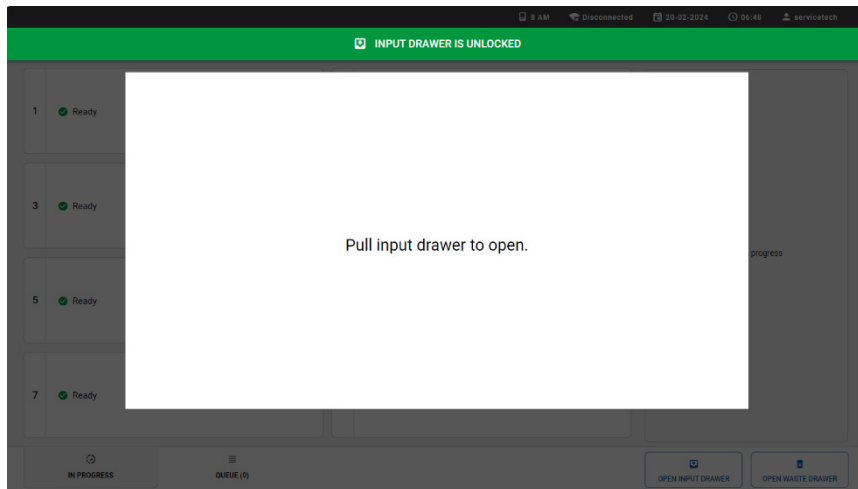 8 AM Disconnected 20-02-2024 06:48 servicetech
INPUT DRAWER IS UNLOCKED
1 Ready
3 Ready
Pull input drawer to open.
progress
5 Ready
7 Ready
IN PROGRESS
QUEUE (0)
OPEN INPUT DRAWER
OPEN WASTE DRAWER